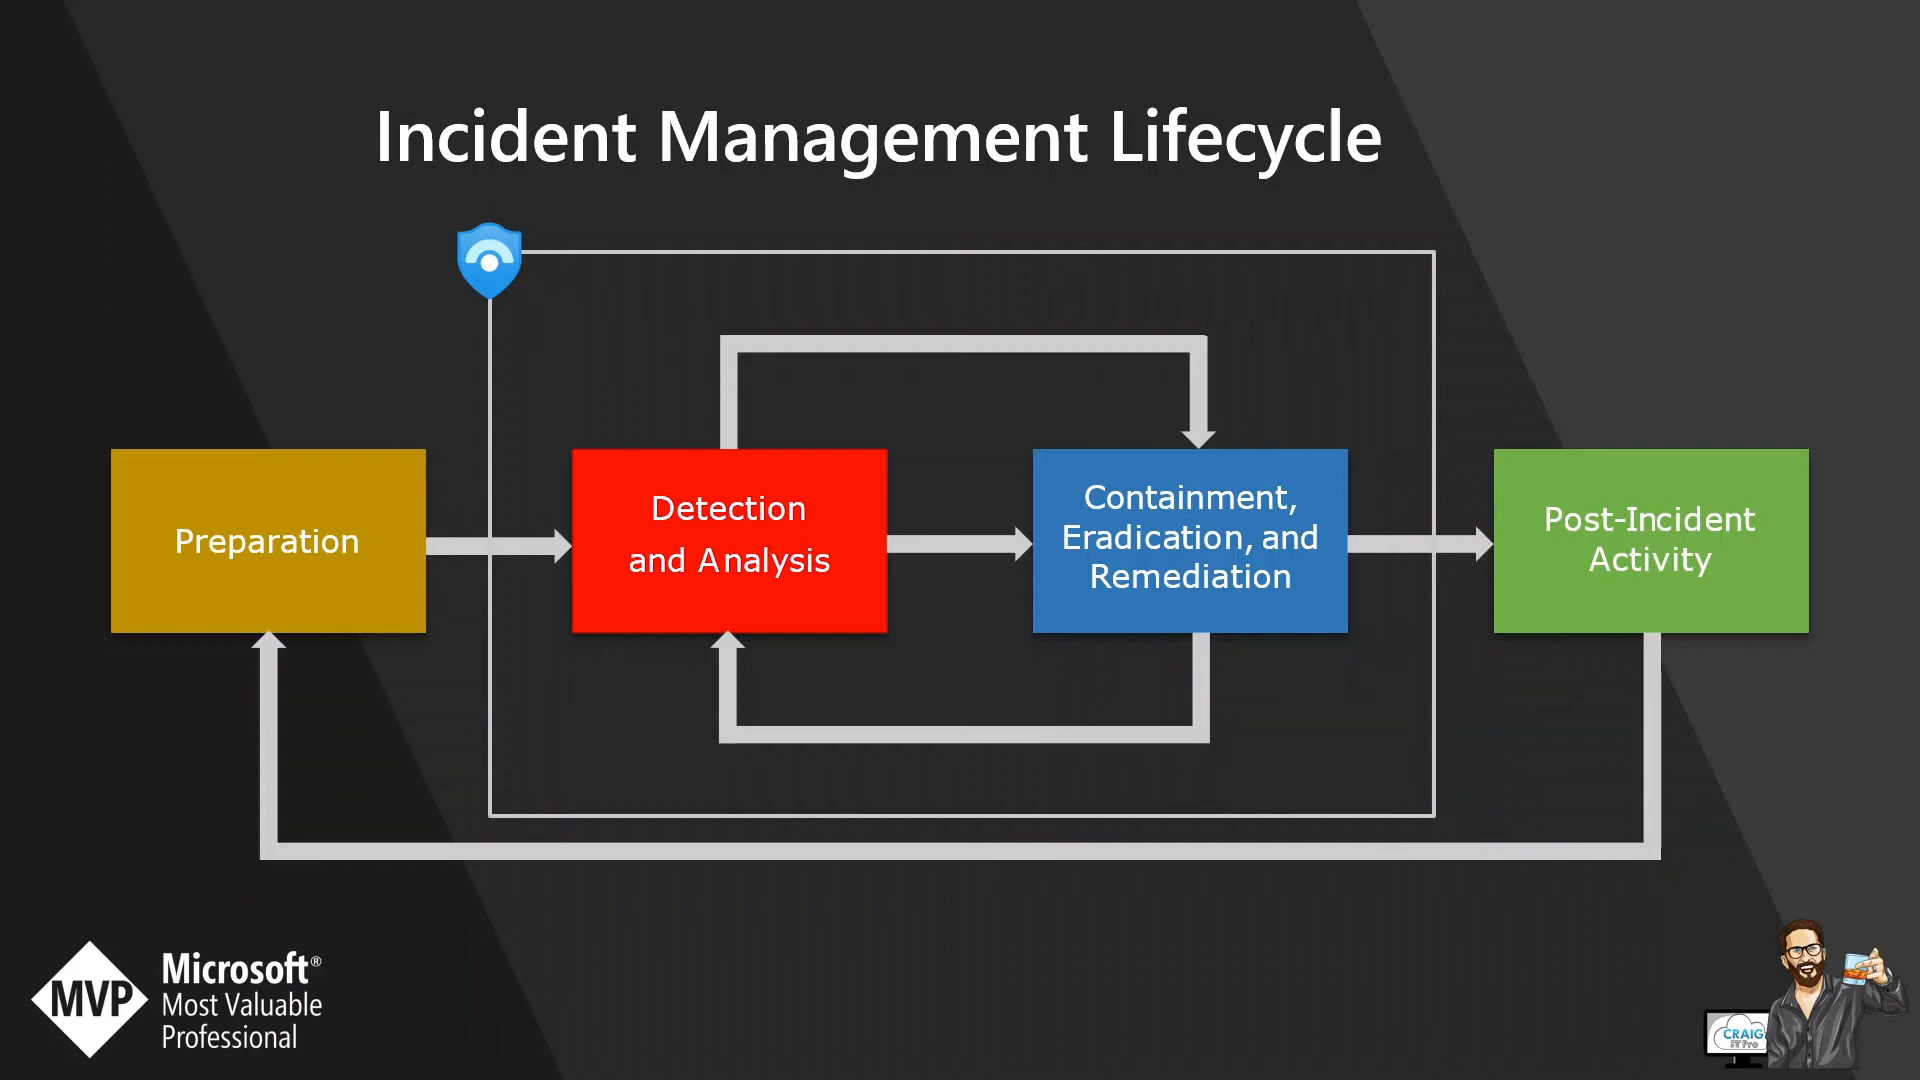 Incident Management Lifecycle
Preparation
Detection
and Analysis
Containment,
Eradication, and
Remediation
Post-Incident
Activity
MVP
Microsoft®
Most Valuable
Professional
CRAIG
IT Pro